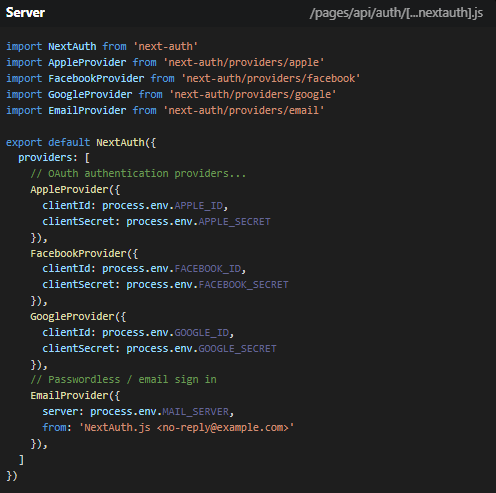 Server /pages/api/auth/[...nextauth].js
import NextAuth from 'next-auth'
import AppleProvider from 'next-auth/providers/apple'
import FacebookProvider from 'next-auth/providers/facebook'
import GoogleProvider from 'next-auth/providers/google'
import EmailProvider from 'next-auth/providers/email'

export default NextAuth({
  providers: [
    // OAuth authentication providers...
    AppleProvider({
      clientId: process.env.APPLE_ID,
      clientSecret: process.env.APPLE_SECRET
    }),
    FacebookProvider({
      clientId: process.env.FACEBOOK_ID,
      clientSecret: process.env.FACEBOOK_SECRET
    }),
    GoogleProvider({
      clientId: process.env.GOOGLE_ID,
      clientSecret: process.env.GOOGLE_SECRET
    }),
    // Passwordless / email sign in
    EmailProvider({
      server: process.env.MAIL_SERVER,
      from: 'NextAuth.js <no-reply@example.com>'
    }),
  ]
})